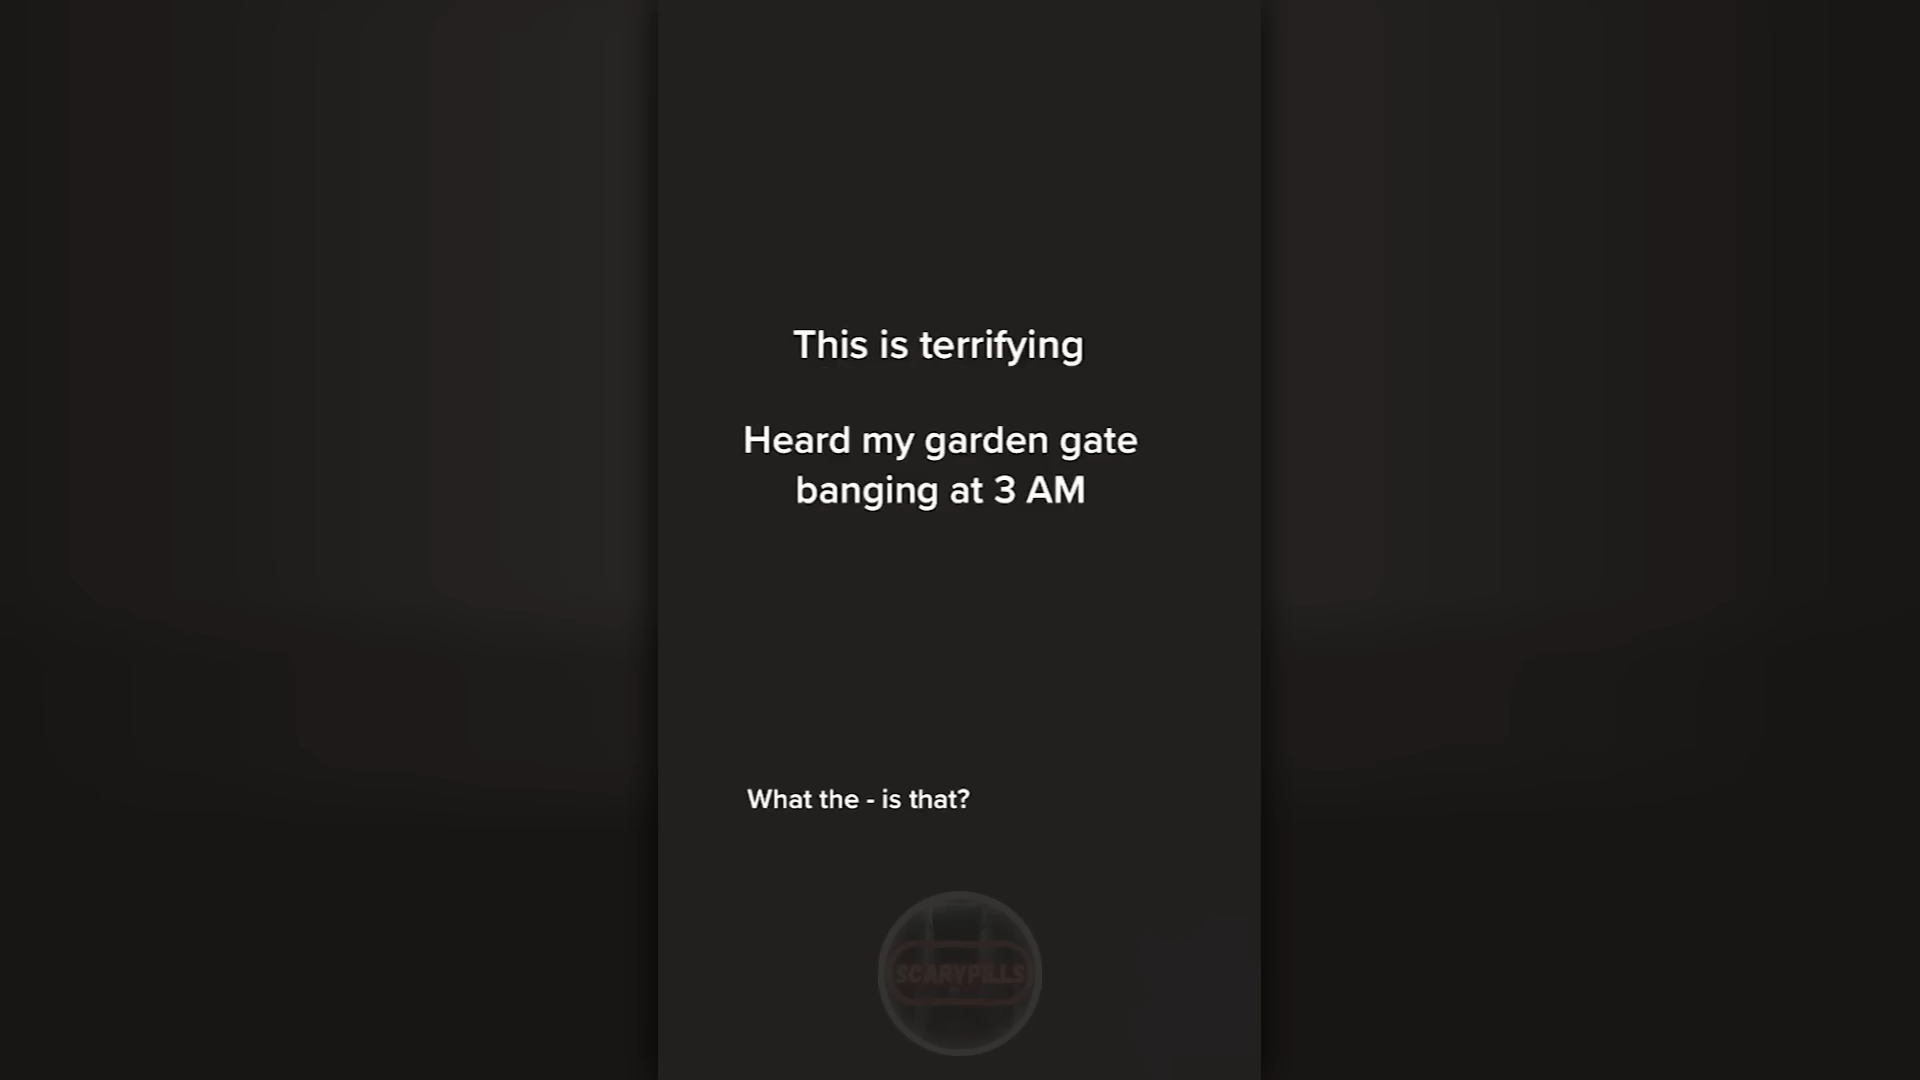 This is terrifying
Heard my garden gate
banging at 3 AM
What the - is that?
SCARYPILLS